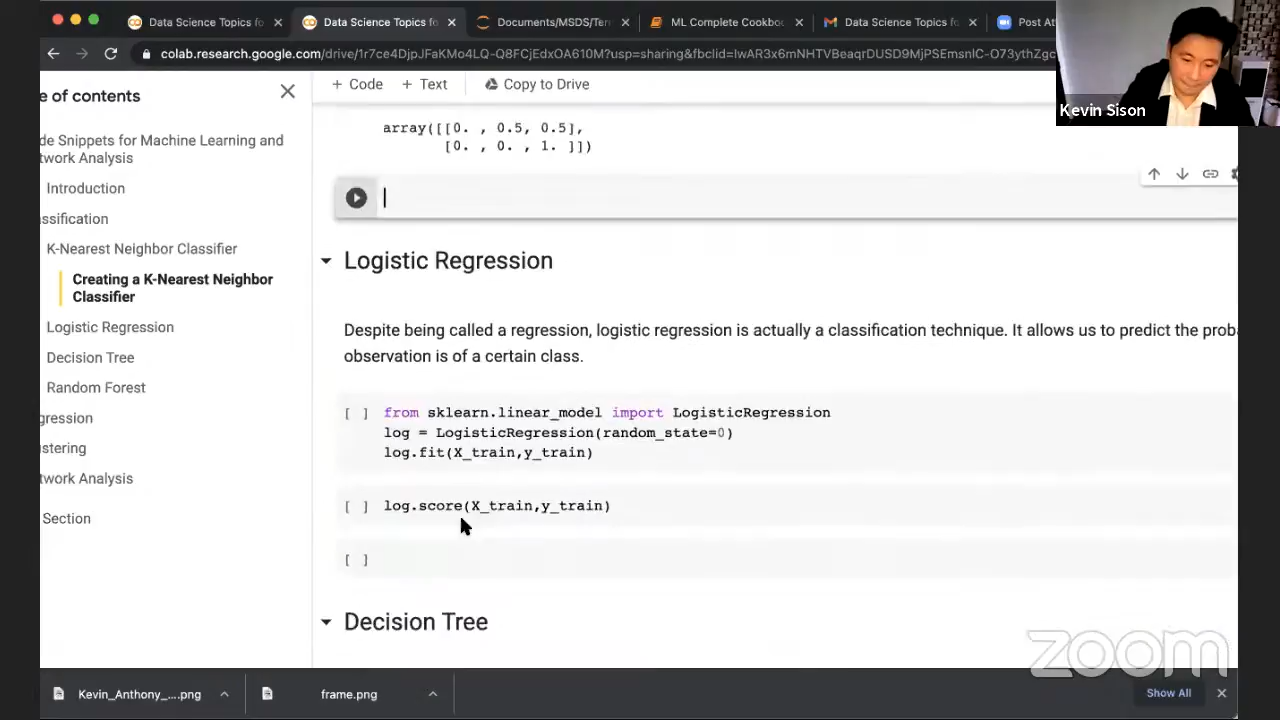 Data Science Topics fo
Data Science Topics fo
Documents/MSDS/Ter
ML Complete Cookbo
Data Science Topics fo
Post At
colab.research.google.com/drive/1r7ce4DjpJFaKMo4LQ-Q8FCjEdxOA610M?usp=sharing&fbclid=IwAR3x6mNHTVBeaqrDUSD9MjPSEmsnlC-O73ythZgc
Kevin Sison
e of contents
+ Code + Text Copy to Drive
de Snippets for Machine Learning and
twork Analysis
Introduction
ssification
K-Nearest Neighbor Classifier
Creating a K-Nearest Neighbor
Classifier
Logistic Regression
Decision Tree
Random Forest
gression
stering
twork Analysis
Section
array([[0. , 0.5, 0.5],
[0. , 0. , 1. ]])
Logistic Regression
Despite being called a regression, logistic regression is actually a classification technique. It allows us to predict the prob
observation is of a certain class.
[ ] from sklearn.linear_model import LogisticRegression
log = LogisticRegression(random_state=0)
log.fit(X_train,y_train)
[ ] log.score(X_train,y_train)
[ ]
Decision Tree
zoom
Kevin_Anthony_....png
frame.png
Show All